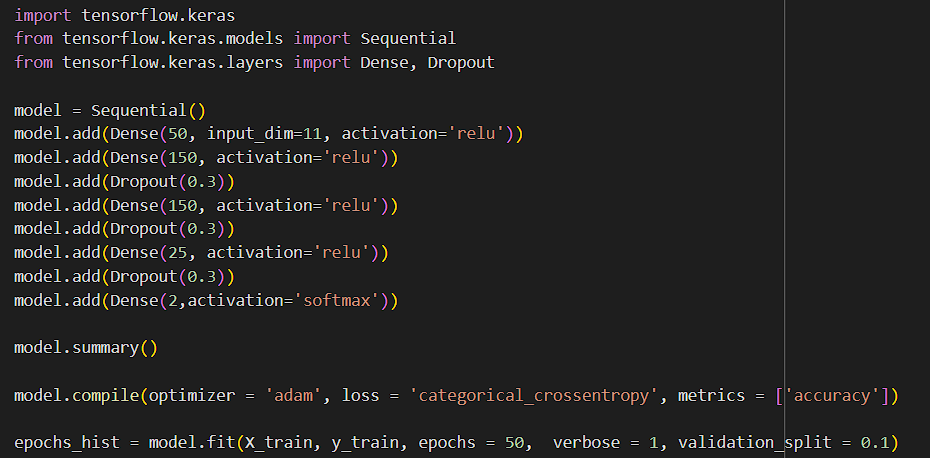 import tensorflow.keras
from tensorflow.keras.models import Sequential
from tensorflow.keras.layers import Dense, Dropout
model = Sequential()
model.add(Dense(50, input_dim=11, activation='relu'))
model.add(Dense(150, activation='relu'))
model.add(Dropout(0.3))
model.add(Dense(150, activation='relu'))
model.add(Dropout(0.3))
model.add(Dense(25, activation='relu'))
model.add(Dropout(0.3))
model.add(Dense(2,activation='softmax'))
model.summary()
model.compile(optimizer = 'adam', loss = 'categorical_crossentropy', metrics = ['accuracy'])
epochs_hist = model.fit(X_train, y_train, epochs = 50,  verbose = 1, validation_split = 0.1)